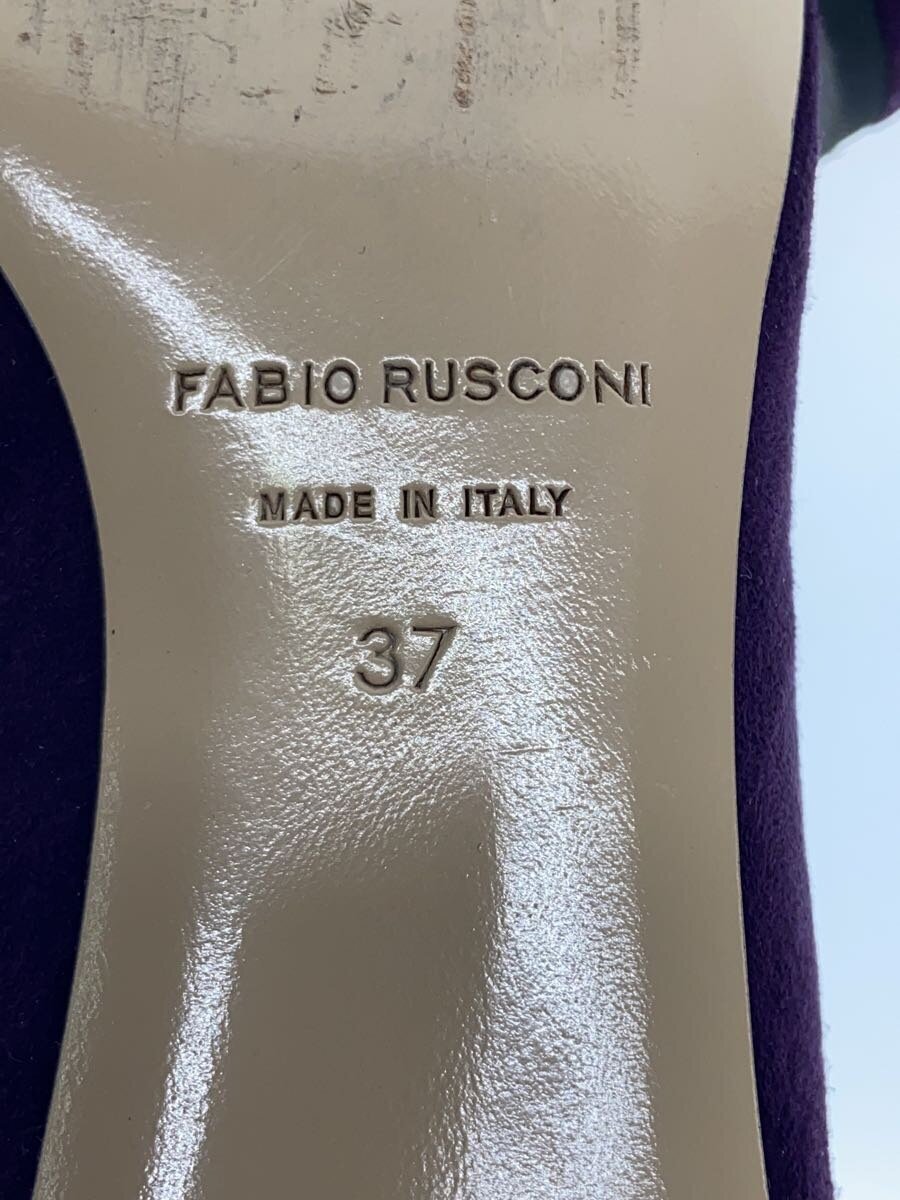 FABIO RUSCONI
MADE IN ITALY
37